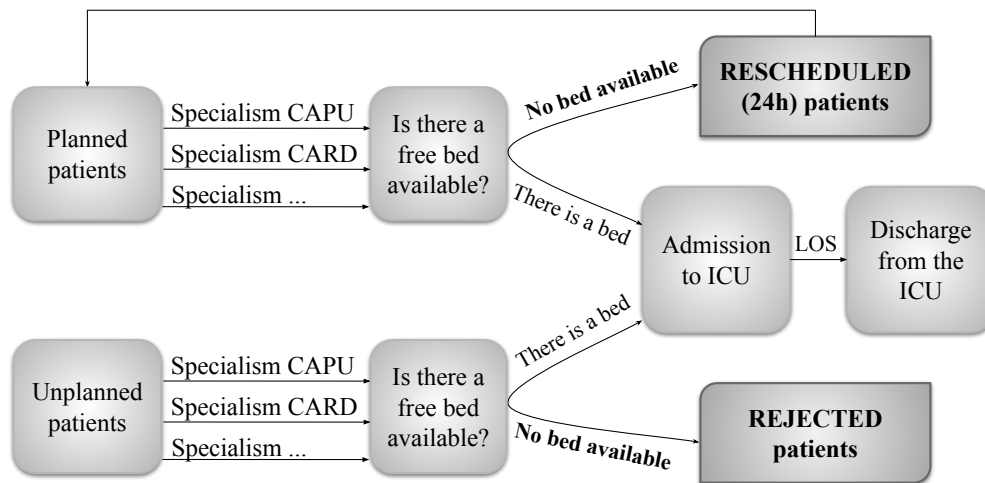 Planned
patients
Specialism CAPU
Specialism CARD
Specialism ...
Is there a
free bed
available?
No bed available
There is a bed
RESCHEDULED
(24h) patients
Admission
to ICU
LOS
Discharge
from the
ICU
Unplanned
patients
Specialism CAPU
Specialism CARD
Specialism ...
Is there a
free bed
available?
There is a bed
No bed available
REJECTED
patients